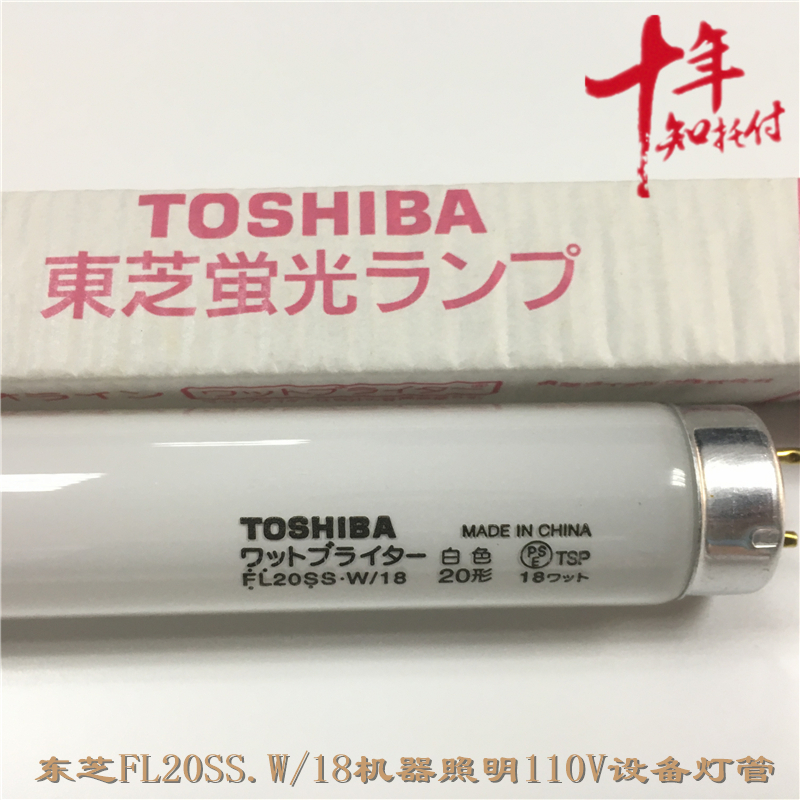 十年
知托付
TOSHIBA
東芝蛍光ランプ
TOSHIBA
MADE IN CHINA
ワットブライター 白色 PSE TSP
FL20SS·W/18 20形 18ワット
东芝FL20SS.W/18机器照明110V设备灯管